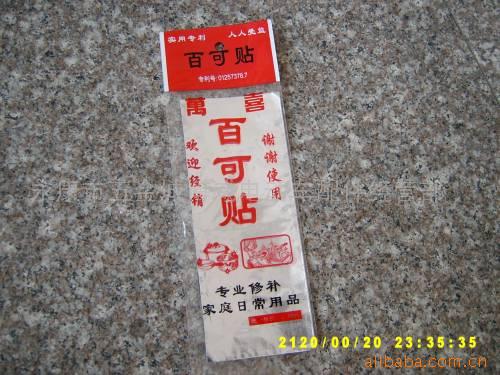 实用专利 人人受益
百可贴
专利号:01257378.7
萬 喜
百可贴
欢迎经销
谢谢使用
专业修补
家庭日常用品
2120/00/20 23:35:35
alibaba.com.cn